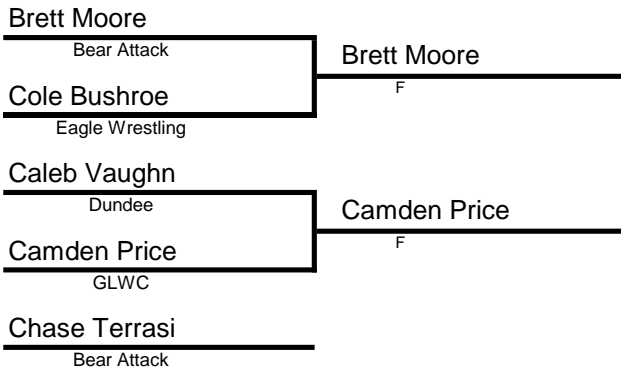 Brett Moore
Bear Attack
Cole Bushroe
Eagle Wrestling
Brett Moore
F
Caleb Vaughn
Dundee
Camden Price
GLWC
Camden Price
F
Chase Terrasi
Bear Attack